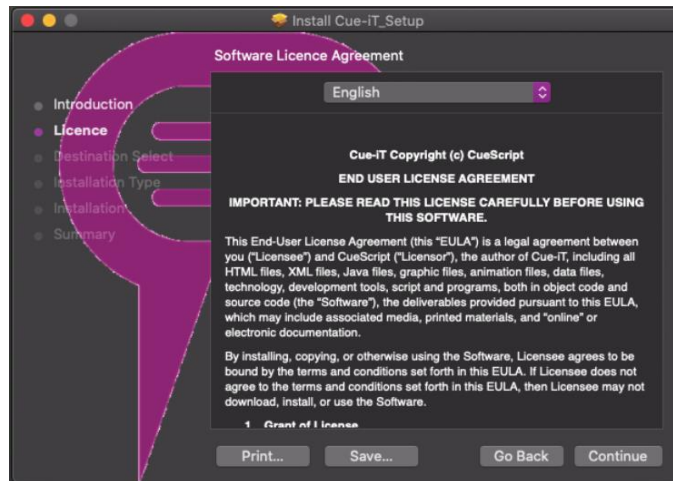 Install Cue-iT_Setup
Software Licence Agreement
Introduction
Licence
Destination Select
Installation Type
Installation
Summary
English
Cue-iT Copyright (c) CueScript
END USER LICENSE AGREEMENT
IMPORTANT: PLEASE READ THIS LICENSE CAREFULLY BEFORE USING
THIS SOFTWARE.
This End-User License Agreement (this “EULA”) is a legal agreement between
you (“Licensee”) and CueScript (“Licensor”), the author of Cue-iT, including all
HTML files, XML files, Java files, graphic files, animation files, data files,
technology, development tools, script and programs, both in object code and
source code (the “Software”), the deliverables provided pursuant to this EULA,
which may include associated media, printed materials, and “online” or
electronic documentation.
By installing, copying, or otherwise using the Software, Licensee agrees to be
bound by the terms and conditions set forth in this EULA. If Licensee does not
agree to the terms and conditions set forth in this EULA, then Licensee may not
download, install, or use the Software.
1. Grant of License
Print...
Save...
Go Back
Continue